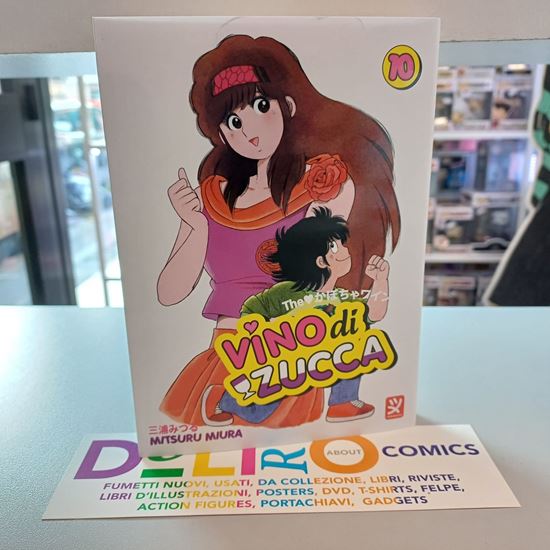 10
The♥かぼちゃワイン
VINO di
ZUCCA
三浦みつる
MITSURU MIURA
DeLIRO ABOUT COMICS
FUMETTI NUOVI, USATI, DA COLLEZIONE, LIBRI, RIVISTE,
LIBRI D'ILLUSTRAZIONI, POSTERS, DVD, T-SHIRTS, FELPE,
ACTION FIGURES, PORTACHIAVI, GADGETS